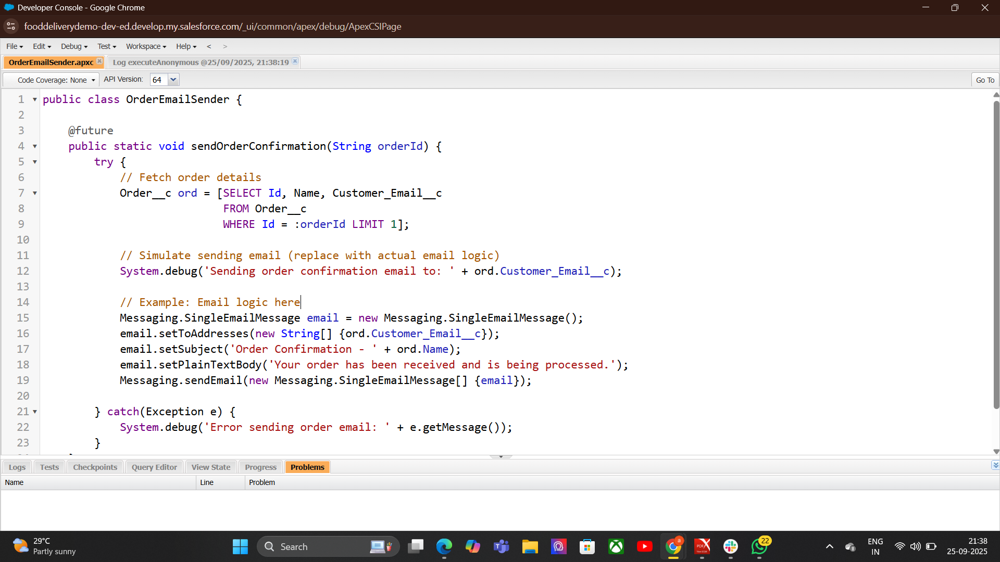 Developer Console - Google Chrome
fooddeliverydemo-dev-ed.develop.my.salesforce.com/_ui/common/apex/debug/ApexCSIPage
File Edit Debug Test Workspace Help < >
OrderEmailSender.apxc Log executeAnonymous @25/09/2025, 21:38:19
Code Coverage: None API Version: 64 Go To
1 public class OrderEmailSender {
2
3 @future
4 public static void sendOrderConfirmation(String orderId) {
5 try {
6 // Fetch order details
7 Order__c ord = [SELECT Id, Name, Customer_Email__c
8 FROM Order__c
9 WHERE Id = :orderId LIMIT 1];
10
11 // Simulate sending email (replace with actual email logic)
12 System.debug('Sending order confirmation email to: ' + ord.Customer_Email__c);
13
14 // Example: Email logic here
15 Messaging.SingleEmailMessage email = new Messaging.SingleEmailMessage();
16 email.setToAddresses(new String[] {ord.Customer_Email__c});
17 email.setSubject('Order Confirmation - ' + ord.Name);
18 email.setPlainTextBody('Your order has been received and is being processed.');
19 Messaging.sendEmail(new Messaging.SingleEmailMessage[] {email});
20
21 } catch(Exception e) {
22 System.debug('Error sending order email: ' + e.getMessage());
23 }
Logs Tests Checkpoints Query Editor View State Progress Problems
Name Line Problem
29°C
Partly sunny
Search
22
ENG
IN
21:38
25-09-2025